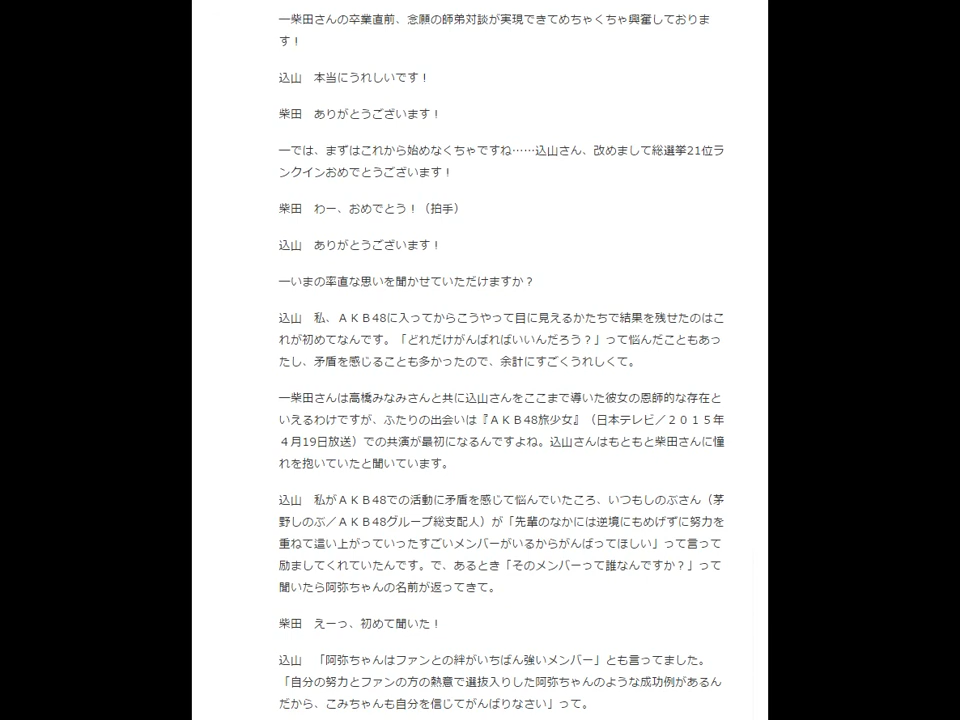 ―柴田さんの卒業直前、念願の師弟対談が実現できてめちゃくちゃ興奮しておりま
す！
込山　本当にうれしいです！
柴田　ありがとうございます！
―では、まずはこれから始めなくちゃですね……込山さん、改めまして総選挙21位ラ
ンクインおめでとうございます！
柴田　わー、おめでとう！（拍手）
込山　ありがとうございます！
―いまの率直な思いを聞かせていただけますか？
込山　私、ＡＫＢ48に入ってからこうやって目に見えるかたちで結果を残せたのはこ
れが初めてなんです。「どれだけがんばればいいんだろう？」って悩んだこともあっ
たし、矛盾を感じることも多かったので、余計にすごくうれしくて。
―柴田さんは高橋みなみさんと共に込山さんをここまで導いた彼女の恩師的な存在と
いえるわけですが、ふたりの出会いは『ＡＫＢ48旅少女』（日本テレビ／２０１５年
４月19日放送）での共演が最初になるんですよね。込山さんはもともと柴田さんに憧
れを抱いていたと聞いています。
込山　私がＡＫＢ48での活動に矛盾を感じて悩んでいたころ、いつもしのぶさん（茅
野しのぶ／ＡＫＢ48グループ総支配人）が「先輩のなかには逆境にもめげずに努力を
重ねて這い上がっていったすごいメンバーがいるからがんばってほしい」って言って
励ましてくれていたんです。で、あるとき「そのメンバーって誰なんですか？」って
聞いたら阿弥ちゃんの名前が返ってきて。
柴田　えーっ、初めて聞いた！
込山　「阿弥ちゃんはファンとの絆がいちばん強いメンバー」とも言ってました。
「自分の努力とファンの方の熱意で選抜入りした阿弥ちゃんのような成功例があるん
だから、こみちゃんも自分を信じてがんばりなさい」って。